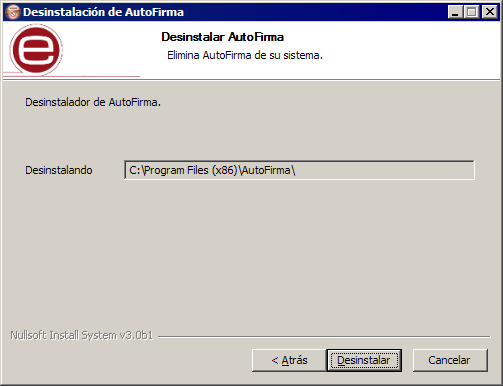 Desinstalación de AutoFirma
e
Desinstalar AutoFirma
Elimina AutoFirma de su sistema.
Desinstalador de AutoFirma.
Desinstalando C:\Program Files (x86)\AutoFirma\
Nullsoft Install System v3.0b1
< Atrás Desinstalar Cancelar